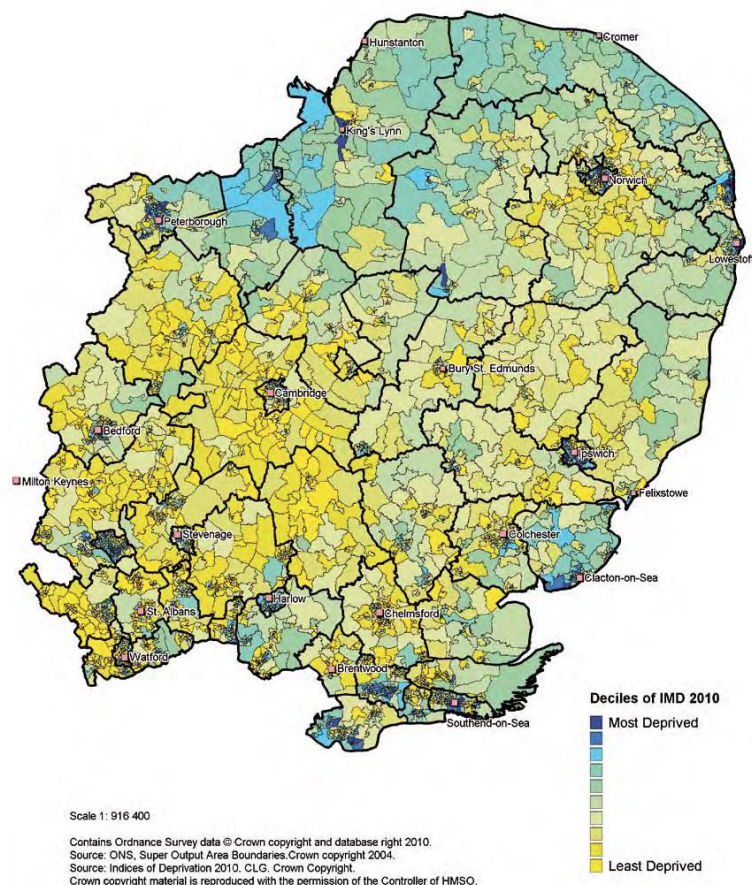 Hunstanton
Cromer
King's Lynn
Norwich
Peterborough
Lowestoft
Bury St. Edmunds
Cambridge
Bedford
Ipswich
Milton Keynes
Felixstowe
Stevenage
Colchester
Clacton-on-Sea
Harlow
St. Albans
Chelmsford
Watford
Brentwood
Southend-on-Sea
Deciles of IMD 2010
Most Deprived
Least Deprived
Scale 1: 916 400
Contains Ordnance Survey data © Crown copyright and database right 2010.
Source: ONS, Super Output Area Boundaries.Crown copyright 2004.
Source: Indices of Deprivation 2010. CLG. Crown Copyright.
Crown copyright material is reproduced with the permission of the Controller of HMSO.